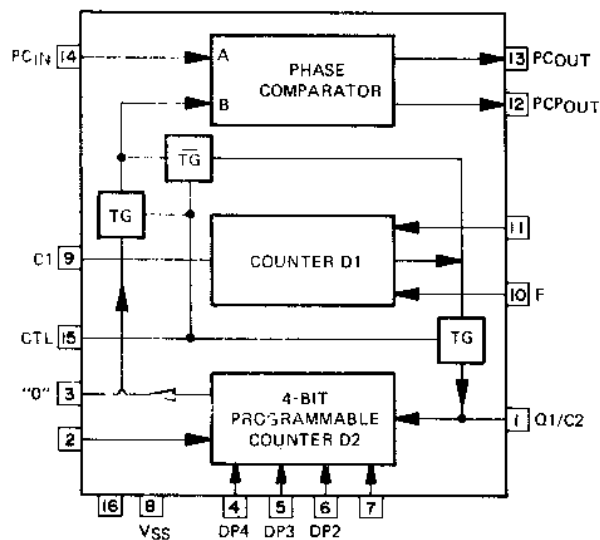 PCIN 14
A
PHASE
COMPARATOR
B
13 PCOUT
12 PCPOUT
TG
TG
11
C1 9
COUNTER D1
10 F
CTL 15
TG
"0" 3
4-BIT
PROGRAMMABLE
COUNTER D2
1 Q1/C2
2
16 8 4 5 6 7
VSS DP4 DP3 DP2